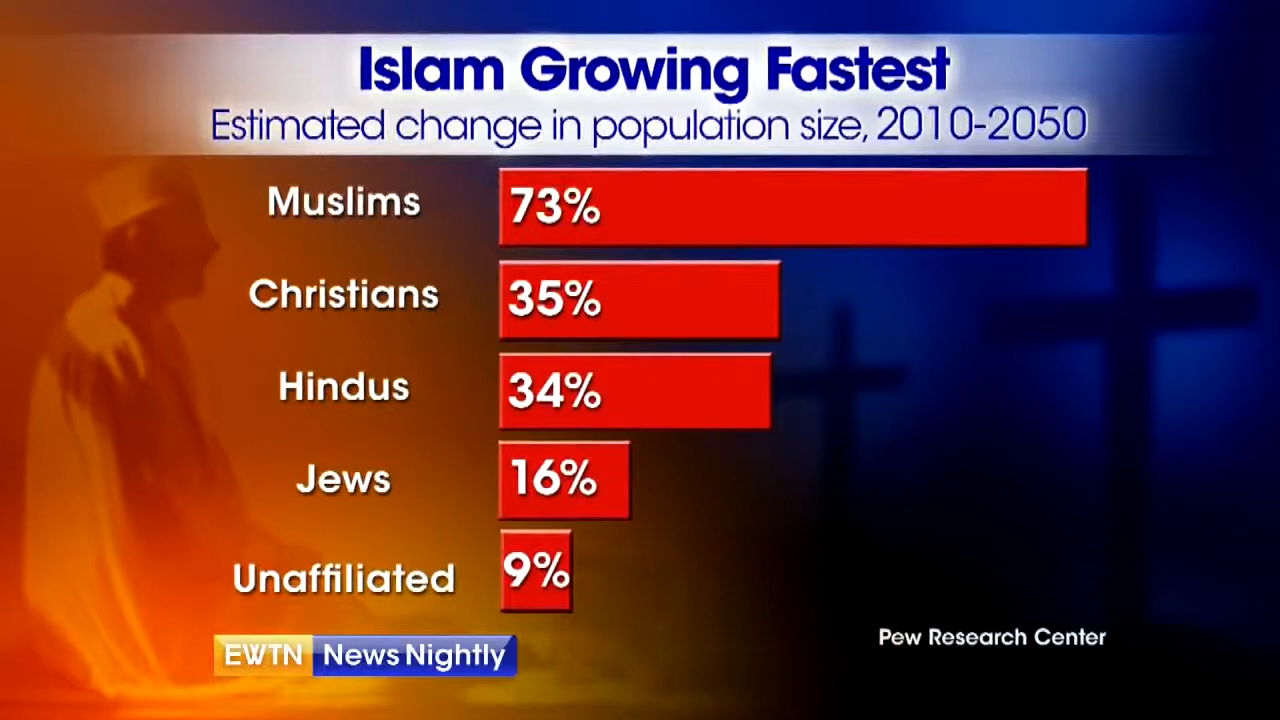 Islam Growing Fastest
Estimated change in population size, 2010-2050
Muslims 73%
Christians 35%
Hindus 34%
Jews 16%
Unaffiliated 9%
EWTN News Nightly
Pew Research Center